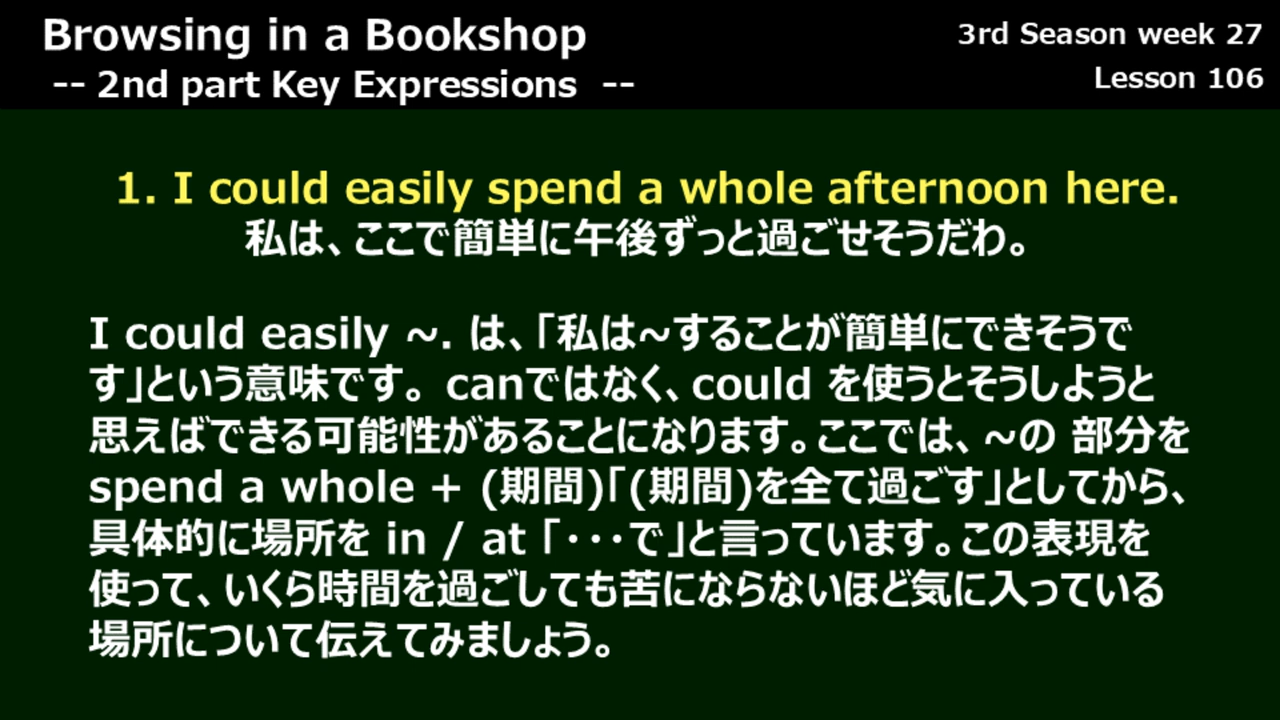 Browsing in a Bookshop
3rd Season week 27
-- 2nd part Key Expressions --
Lesson 106
1. I could easily spend a whole afternoon here.
私は、ここで簡単に午後ずっと過ごせそうだわ。
I could easily ~. は、「私は~することが簡単にできそうで
す」という意味です。 canではなく、could を使うとそうしようと
思えばできる可能性があることになります。ここでは、~の 部分を
spend a whole + (期間)「(期間)を全て過ごす」としてから、
具体的に場所を in / at 「・・・で」と言っています。この表現を
使って、いくら時間を過ごしても苦にならないほど気に入っている
場所について伝えてみましょう。